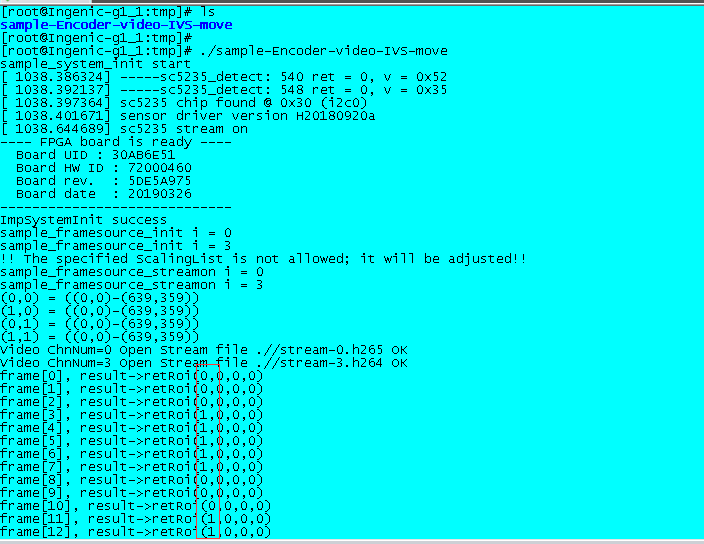 [root@Ingenic-g1_1:tmp]# ls
sample-Encoder-video-IVS-move
[root@Ingenic-g1_1:tmp]#
[root@Ingenic-g1_1:tmp]# ./sample-Encoder-video-IVS-move
sample_system_init start
[ 1038.386324] -----sc5235_detect: 540 ret = 0, v = 0x52
[ 1038.392137] -----sc5235_detect: 548 ret = 0, v = 0x35
[ 1038.397364] sc5235 chip found @ 0x30 (i2c0)
[ 1038.401671] sensor driver version H20180920a
[ 1038.644689] sc5235 stream on
---- FPGA board is ready ----
  Board UID : 30AB6E51
  Board HW ID : 72000460
  Board rev.  : 5DE5A975
  Board date  : 20190326
-----------------------------
ImpSystemInit success
sample_framesource_init i = 0
sample_framesource_init i = 3
!! The specified ScalingList is not allowed; it will be adjusted!!
sample_framesource_streamon i = 0
sample_framesource_streamon i = 3
(0,0) = ((0,0)-(639,359))
(1,0) = ((0,0)-(639,359))
(0,1) = ((0,0)-(639,359))
(1,1) = ((0,0)-(639,359))
Video ChnNum=0 Open Stream file .//stream-0.h265 OK
Video ChnNum=3 Open Stream file .//stream-3.h264 OK
frame[0], result->retRoi(0,0,0,0)
frame[1], result->retRoi(0,0,0,0)
frame[2], result->retRoi(0,0,0,0)
frame[3], result->retRoi(1,0,0,0)
frame[4], result->retRoi(1,0,0,0)
frame[5], result->retRoi(1,0,0,0)
frame[6], result->retRoi(1,0,0,0)
frame[7], result->retRoi(1,0,0,0)
frame[8], result->retRoi(0,0,0,0)
frame[9], result->retRoi(0,0,0,0)
frame[10], result->retRoi(0,0,0,0)
frame[11], result->retRoi(1,0,0,0)
frame[12], result->retRoi(1,0,0,0)